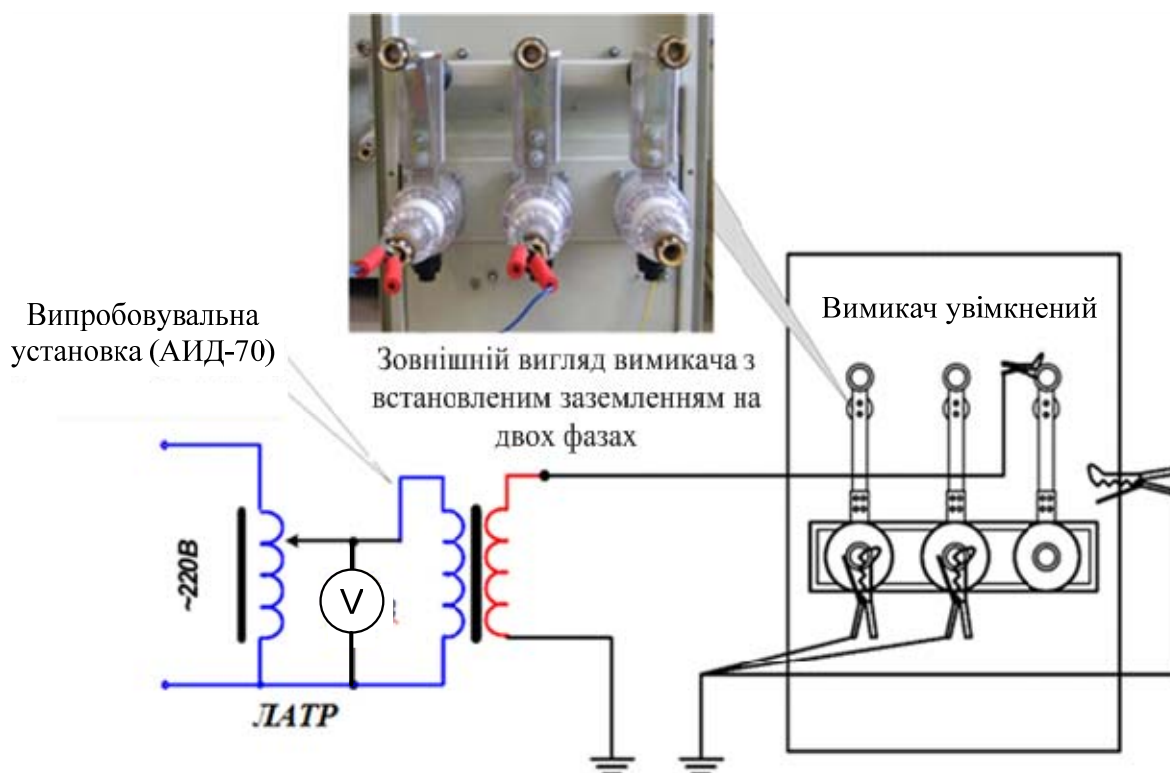 Випробовувальна
установка (АИД-70)
Зовнішній вигляд вимикача з
встановленим заземленням на
двох фазах
Вимикач увімкнений
~220В
V
ЛАТР